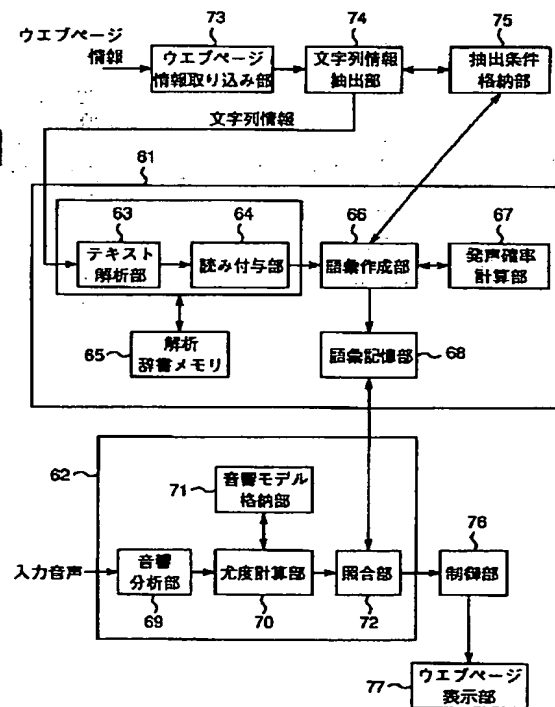 73
74
75
ウエブページ
情報
ウエブページ
情報取り込み部
文字列情報
抽出部
抽出条件
格納部
文字列情報
61
63
64
66
67
テキスト
解析部
読み付与部
語彙作成部
発声確率
計算部
65
解析
辞書メモリ
語彙記憶部
68
62
71
音響モデル
格納部
76
入力音声
音響
分析部
尤度計算部
照合部
制御部
69
70
72
77
ウエブページ
表示部